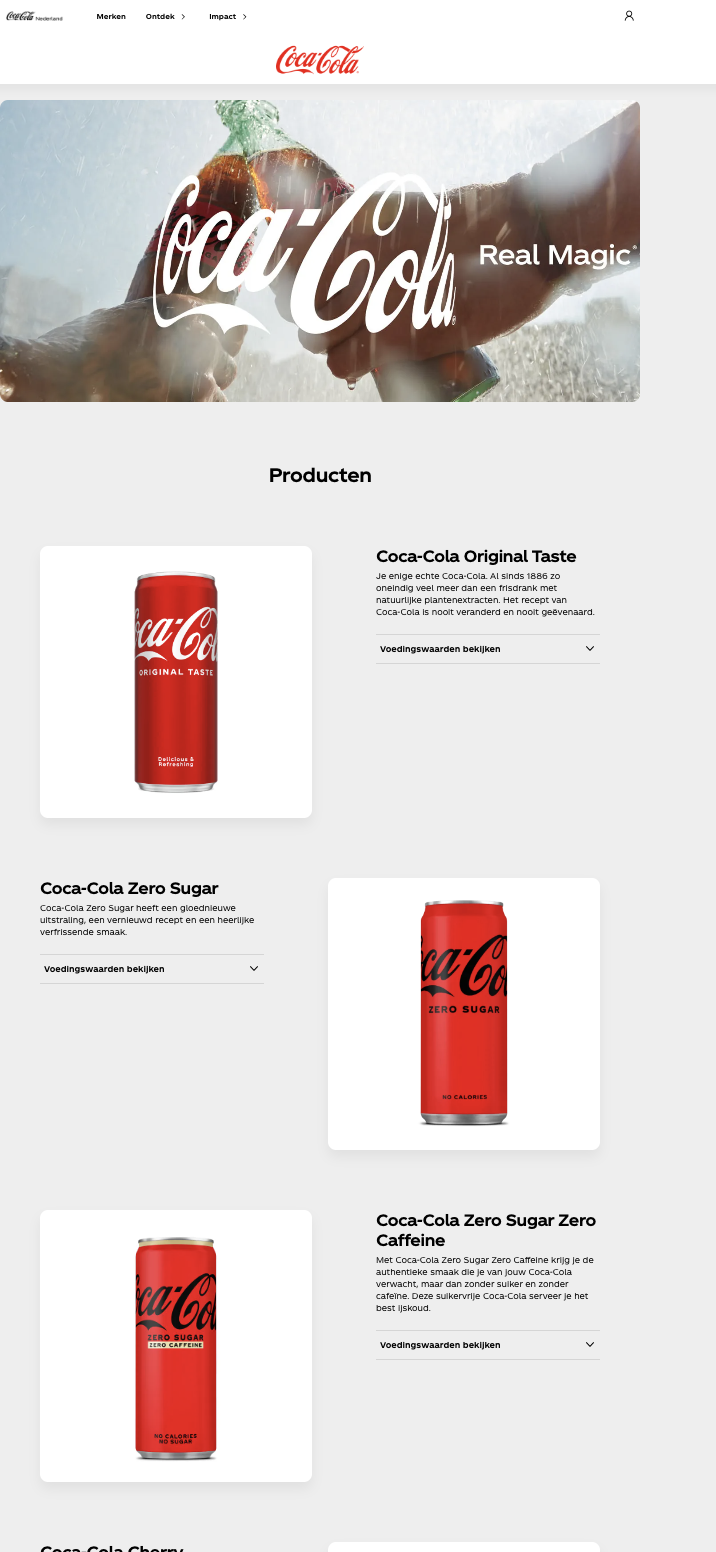 Coca-Cola Nederland
Merken
Ontdek
Impact
Coca-Cola
Coca-Cola
Real Magic®
Producten
Coca-Cola
ORIGINAL TASTE
Delicious &
Refreshing
Coca-Cola Original Taste
Je enige echte Coca-Cola. Al sinds 1886 zo
oneindig veel meer dan een frisdrank met
natuurlijke plantenextracten. Het recept van
Coca-Cola is nooit veranderd en nooit geëvenaard.
Voedingswaarden bekijken
Coca-Cola Zero Sugar
Coca-Cola Zero Sugar heeft een gloednieuwe
uitstraling, een vernieuwd recept en een heerlijke
verfrissende smaak.
Voedingswaarden bekijken
Coca-Cola
ZERO SUGAR
NO CALORIES
Coca-Cola
ZERO SUGAR
ZERO CAFFEINE
NO CALORIES
NO SUGAR
Coca-Cola Zero Sugar Zero
Caffeine
Met Coca-Cola Zero Sugar Zero Caffeine krijg je de
authentieke smaak die je van jouw Coca-Cola
verwacht, maar dan zonder suiker en zonder
cafeïne. Deze suikervrije Coca-Cola serveer je het
best ijskoud.
Voedingswaarden bekijken
Coca-Cola Cherry